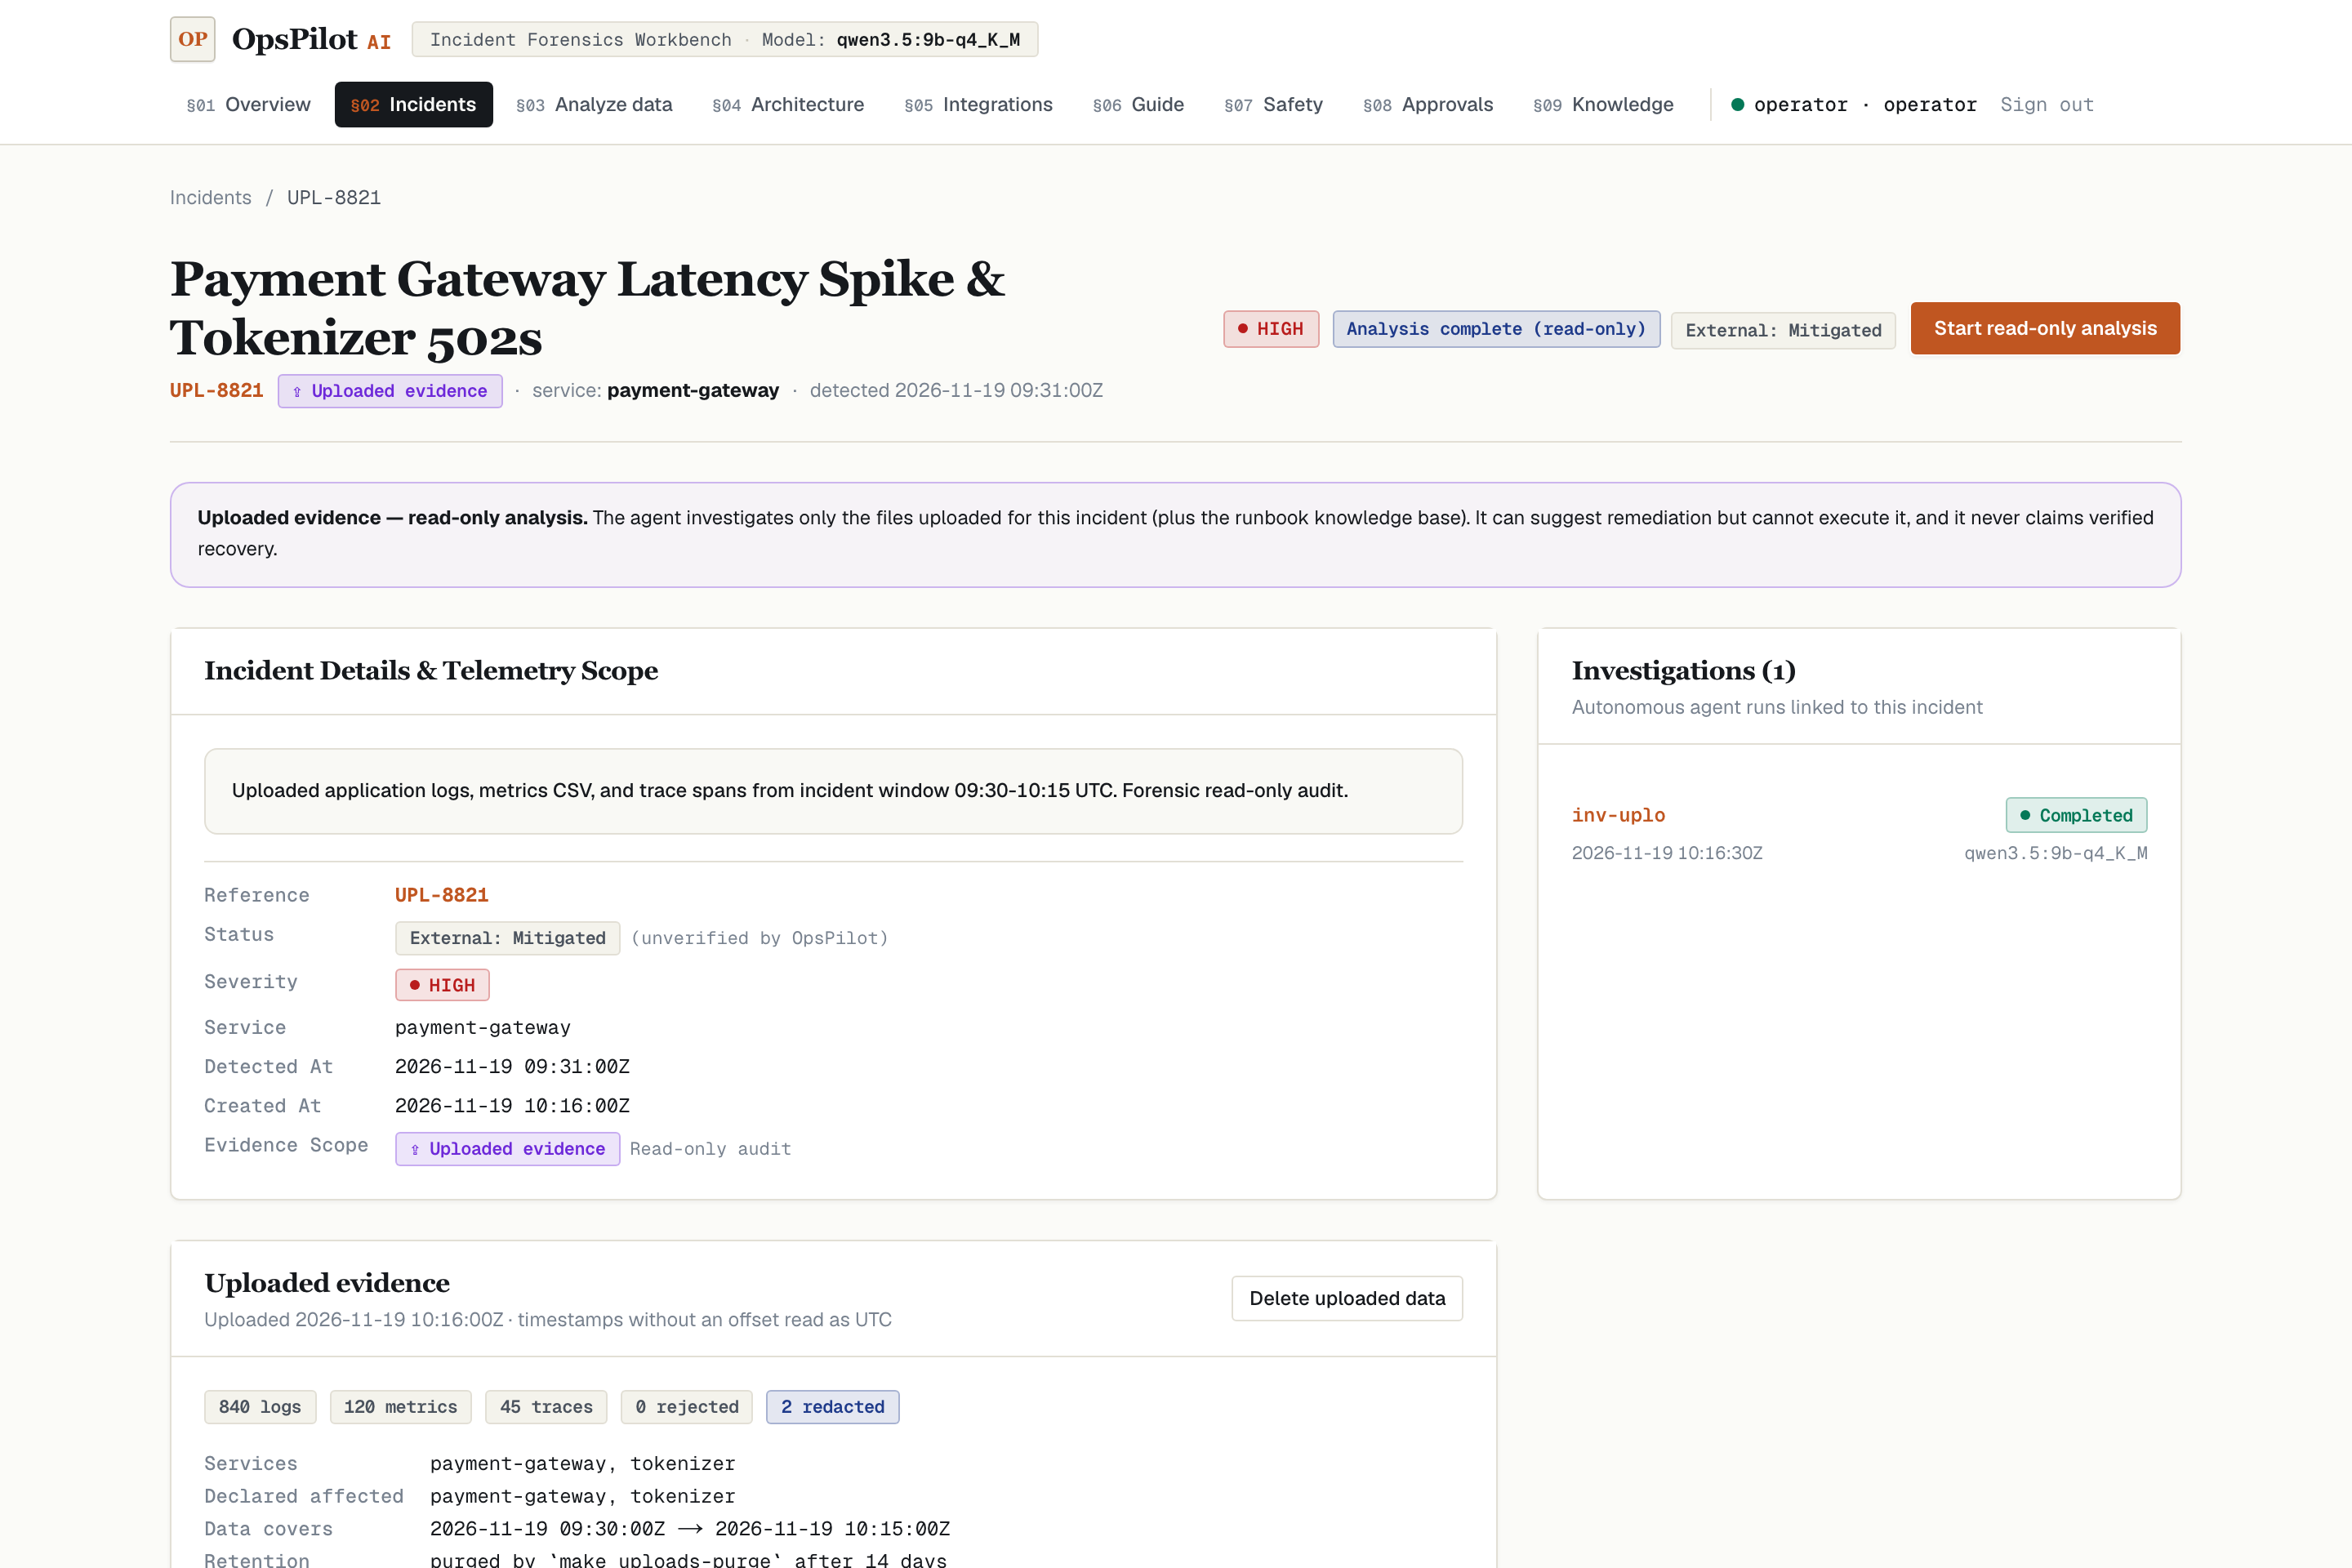 OP OpsPilot AI Incident Forensics Workbench · Model: qwen3.5:9b-q4_K_M
§01 Overview §02 Incidents §03 Analyze data §04 Architecture §05 Integrations §06 Guide §07 Safety §08 Approvals §09 Knowledge operator · operator Sign out
Incidents / UPL-8821
Payment Gateway Latency Spike &
Tokenizer 502s
HIGH Analysis complete (read-only) External: Mitigated Start read-only analysis
UPL-8821 ⇧ Uploaded evidence · service: payment-gateway · detected 2026-11-19 09:31:00Z
Uploaded evidence — read-only analysis. The agent investigates only the files uploaded for this incident (plus the runbook knowledge base). It can suggest remediation but cannot execute it, and it never claims verified
recovery.
Incident Details & Telemetry Scope
Uploaded application logs, metrics CSV, and trace spans from incident window 09:30-10:15 UTC. Forensic read-only audit.
Reference UPL-8821
Status External: Mitigated (unverified by OpsPilot)
Severity HIGH
Service payment-gateway
Detected At 2026-11-19 09:31:00Z
Created At 2026-11-19 10:16:00Z
Evidence Scope ⇧ Uploaded evidence Read-only audit
Investigations (1)
Autonomous agent runs linked to this incident
inv-uplo Completed
2026-11-19 10:16:30Z qwen3.5:9b-q4_K_M
Uploaded evidence
Uploaded 2026-11-19 10:16:00Z · timestamps without an offset read as UTC
Delete uploaded data
840 logs 120 metrics 45 traces 0 rejected 2 redacted
Services payment-gateway, tokenizer
Declared affected payment-gateway, tokenizer
Data covers 2026-11-19 09:30:00Z → 2026-11-19 10:15:00Z
Retention purged by `make uploads-purge` after 14 days